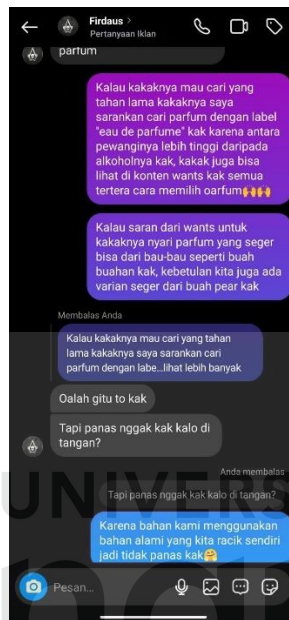 Firdaus >
Pertanyaan Iklan
parfum
Kalau kakaknya mau cari yang
tahan lama kakaknya saya
sarankan cari parfum dengan label
"eau de parfume" kak karena antara
pewanginya lebih tinggi daripada
alkoholnya kak, kakak juga bisa
lihat di konten wants kak semua
tertera cara memilih oarfum🙌🙌
Kalau saran dari wants untuk
kakaknya nyari parfum yang seger
bisa dari bau-bau seperti buah
buahan kak, kebetulan kita juga ada
varian seger dari buah pear kak
Membalas Anda
Kalau kakaknya mau cari yang tahan
lama kakaknya saya sarankan cari
parfum dengan labe...lihat lebih banyak
Oalah gitu to kak
Tapi panas nggak kak kalo di
tangan?
Anda membalas
Tapi panas nggak kak kalo di tangan?
Karena bahan kami menggunakan
bahan alami yang kita racik sendiri
jadi tidak panas kak🤗
Pesan...
UNIVERS